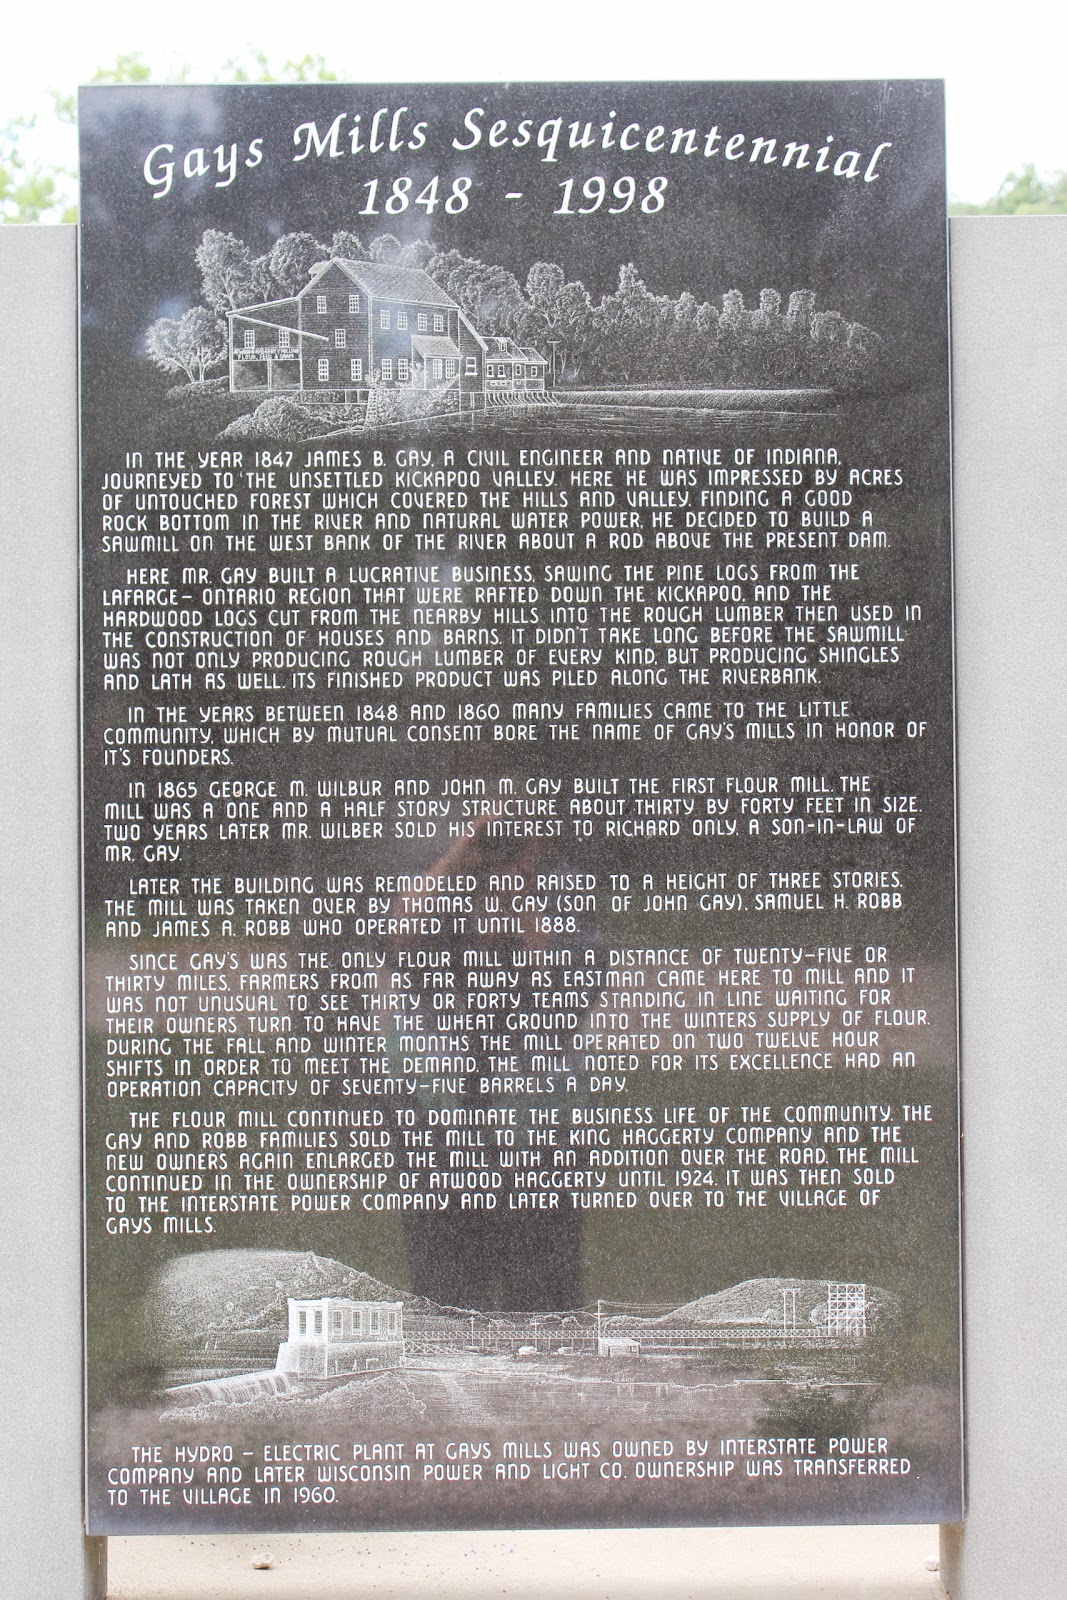 Gays Mills Sesquicentennial
1848 - 1998
IN THE YEAR 1847 JAMES B. GAY, A CIVIL ENGINEER AND NATIVE OF INDIANA,
JOURNEYED TO THE UNSETTLED KICKAPOO VALLEY. HERE HE WAS IMPRESSED BY ACRES
OF UNTOUCHED FOREST WHICH COVERED THE HILLS AND VALLEY. FINDING A GOOD
ROCK BOTTOM IN THE RIVER AND NATURAL WATER POWER, HE DECIDED TO BUILD A
SAWMILL ON THE WEST BANK OF THE RIVER ABOUT A ROD ABOVE THE PRESENT DAM.
HERE MR. GAY BUILT A LUCRATIVE BUSINESS, SAWING THE PINE LOGS FROM THE
LAFARGE- ONTARIO REGION THAT WERE RAFTED DOWN THE KICKAPOO, AND THE
HARDWOOD LOGS CUT FROM THE NEARBY HILLS INTO THE ROUGH LUMBER THEN USED IN
THE CONSTRUCTION OF HOUSES AND BARNS. IT DIDN'T TAKE LONG BEFORE THE SAWMILL
WAS NOT ONLY PRODUCING ROUGH LUMBER OF EVERY KIND, BUT PRODUCING SHINGLES
AND LATH AS WELL. ITS FINISHED PRODUCT WAS PILED ALONG THE RIVERBANK.
IN THE YEARS BETWEEN 1848 AND 1860 MANY FAMILIES CAME TO THE LITTLE
COMMUNITY, WHICH BY MUTUAL CONSENT BORE THE NAME OF GAY'S MILLS IN HONOR OF
IT'S FOUNDERS.
IN 1865 GEORGE M. WILBUR AND JOHN M. GAY BUILT THE FIRST FLOUR MILL. THE
MILL WAS A ONE AND A HALF STORY STRUCTURE ABOUT THIRTY BY FORTY FEET IN SIZE.
TWO YEARS LATER MR. WILBER SOLD HIS INTEREST TO RICHARD ONLY, A SON-IN-LAW OF
MR. GAY.
LATER THE BUILDING WAS REMODELED AND RAISED TO A HEIGHT OF THREE STORIES.
THE MILL WAS TAKEN OVER BY THOMAS W. GAY (SON OF JOHN GAY), SAMUEL H. ROBB
AND JAMES A. ROBB WHO OPERATED IT UNTIL 1888.
SINCE GAY'S WAS THE ONLY FLOUR MILL WITHIN A DISTANCE OF TWENTY-FIVE OR
THIRTY MILES, FARMERS FROM AS FAR AWAY AS EASTMAN CAME HERE TO MILL AND IT
WAS NOT UNUSUAL TO SEE THIRTY OR FORTY TEAMS STANDING IN LINE WAITING FOR
THEIR OWNERS TURN TO HAVE THE WHEAT GROUND INTO THE WINTERS SUPPLY OF FLOUR.
DURING THE FALL AND WINTER MONTHS THE MILL OPERATED ON TWO TWELVE HOUR
SHIFTS IN ORDER TO MEET THE DEMAND. THE MILL NOTED FOR ITS EXCELLENCE HAD AN
OPERATION CAPACITY OF SEVENTY-FIVE BARRELS A DAY.
THE FLOUR MILL CONTINUED TO DOMINATE THE BUSINESS LIFE OF THE COMMUNITY. THE
GAY AND ROBB FAMILIES SOLD THE MILL TO THE KING HAGGERTY COMPANY AND THE
NEW OWNERS AGAIN ENLARGED THE MILL WITH AN ADDITION OVER THE ROAD. THE MILL
CONTINUED IN THE OWNERSHIP OF ATWOOD HAGGERTY UNTIL 1924. IT WAS THEN SOLD
TO THE INTERSTATE POWER COMPANY AND LATER TURNED OVER TO THE VILLAGE OF
GAYS MILLS.
THE HYDRO - ELECTRIC PLANT AT GAYS MILLS WAS OWNED BY INTERSTATE POWER
COMPANY AND LATER WISCONSIN POWER AND LIGHT CO. OWNERSHIP WAS TRANSFERRED
TO THE VILLAGE IN 1960.